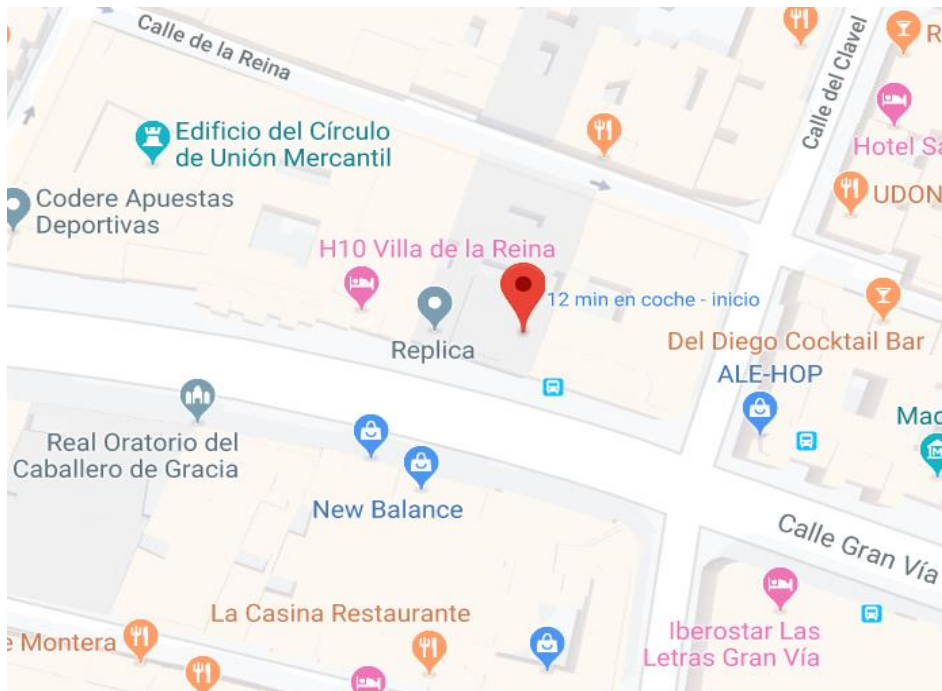 Calle de la Reina
Calle del Clavel
R
Edificio del Círculo
de Unión Mercantil
Hotel Sa
Codere Apuestas
Deportivas
UDON
H10 Villa de la Reina
12 min en coche - inicio
Replica
Del Diego Cocktail Bar
ALE-HOP
Mad
Real Oratorio del
Caballero de Gracia
New Balance
Calle Gran Vía
La Casina Restaurante
e Montera
Iberostar Las
Letras Gran Vía